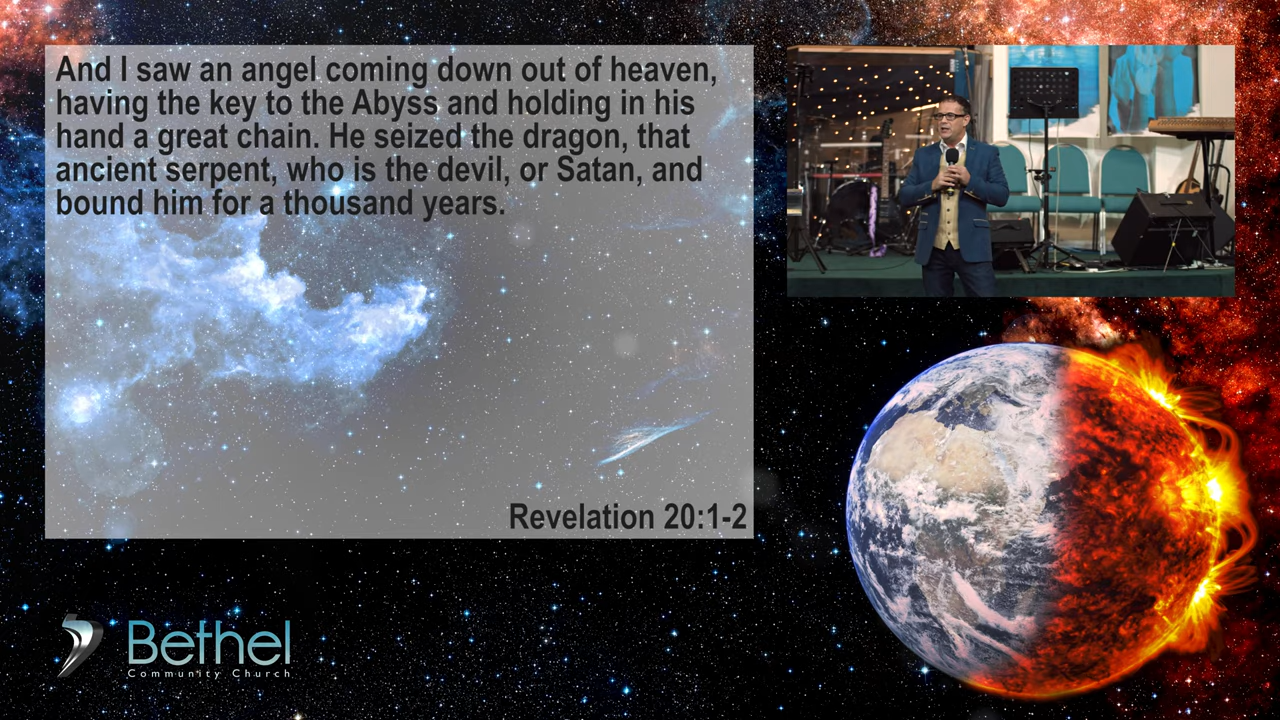 And I saw an angel coming down out of heaven,
having the key to the Abyss and holding in his
hand a great chain. He seized the dragon, that
ancient serpent, who is the devil, or Satan, and
bound him for a thousand years.
Revelation 20:1-2
Bethel
Community Church